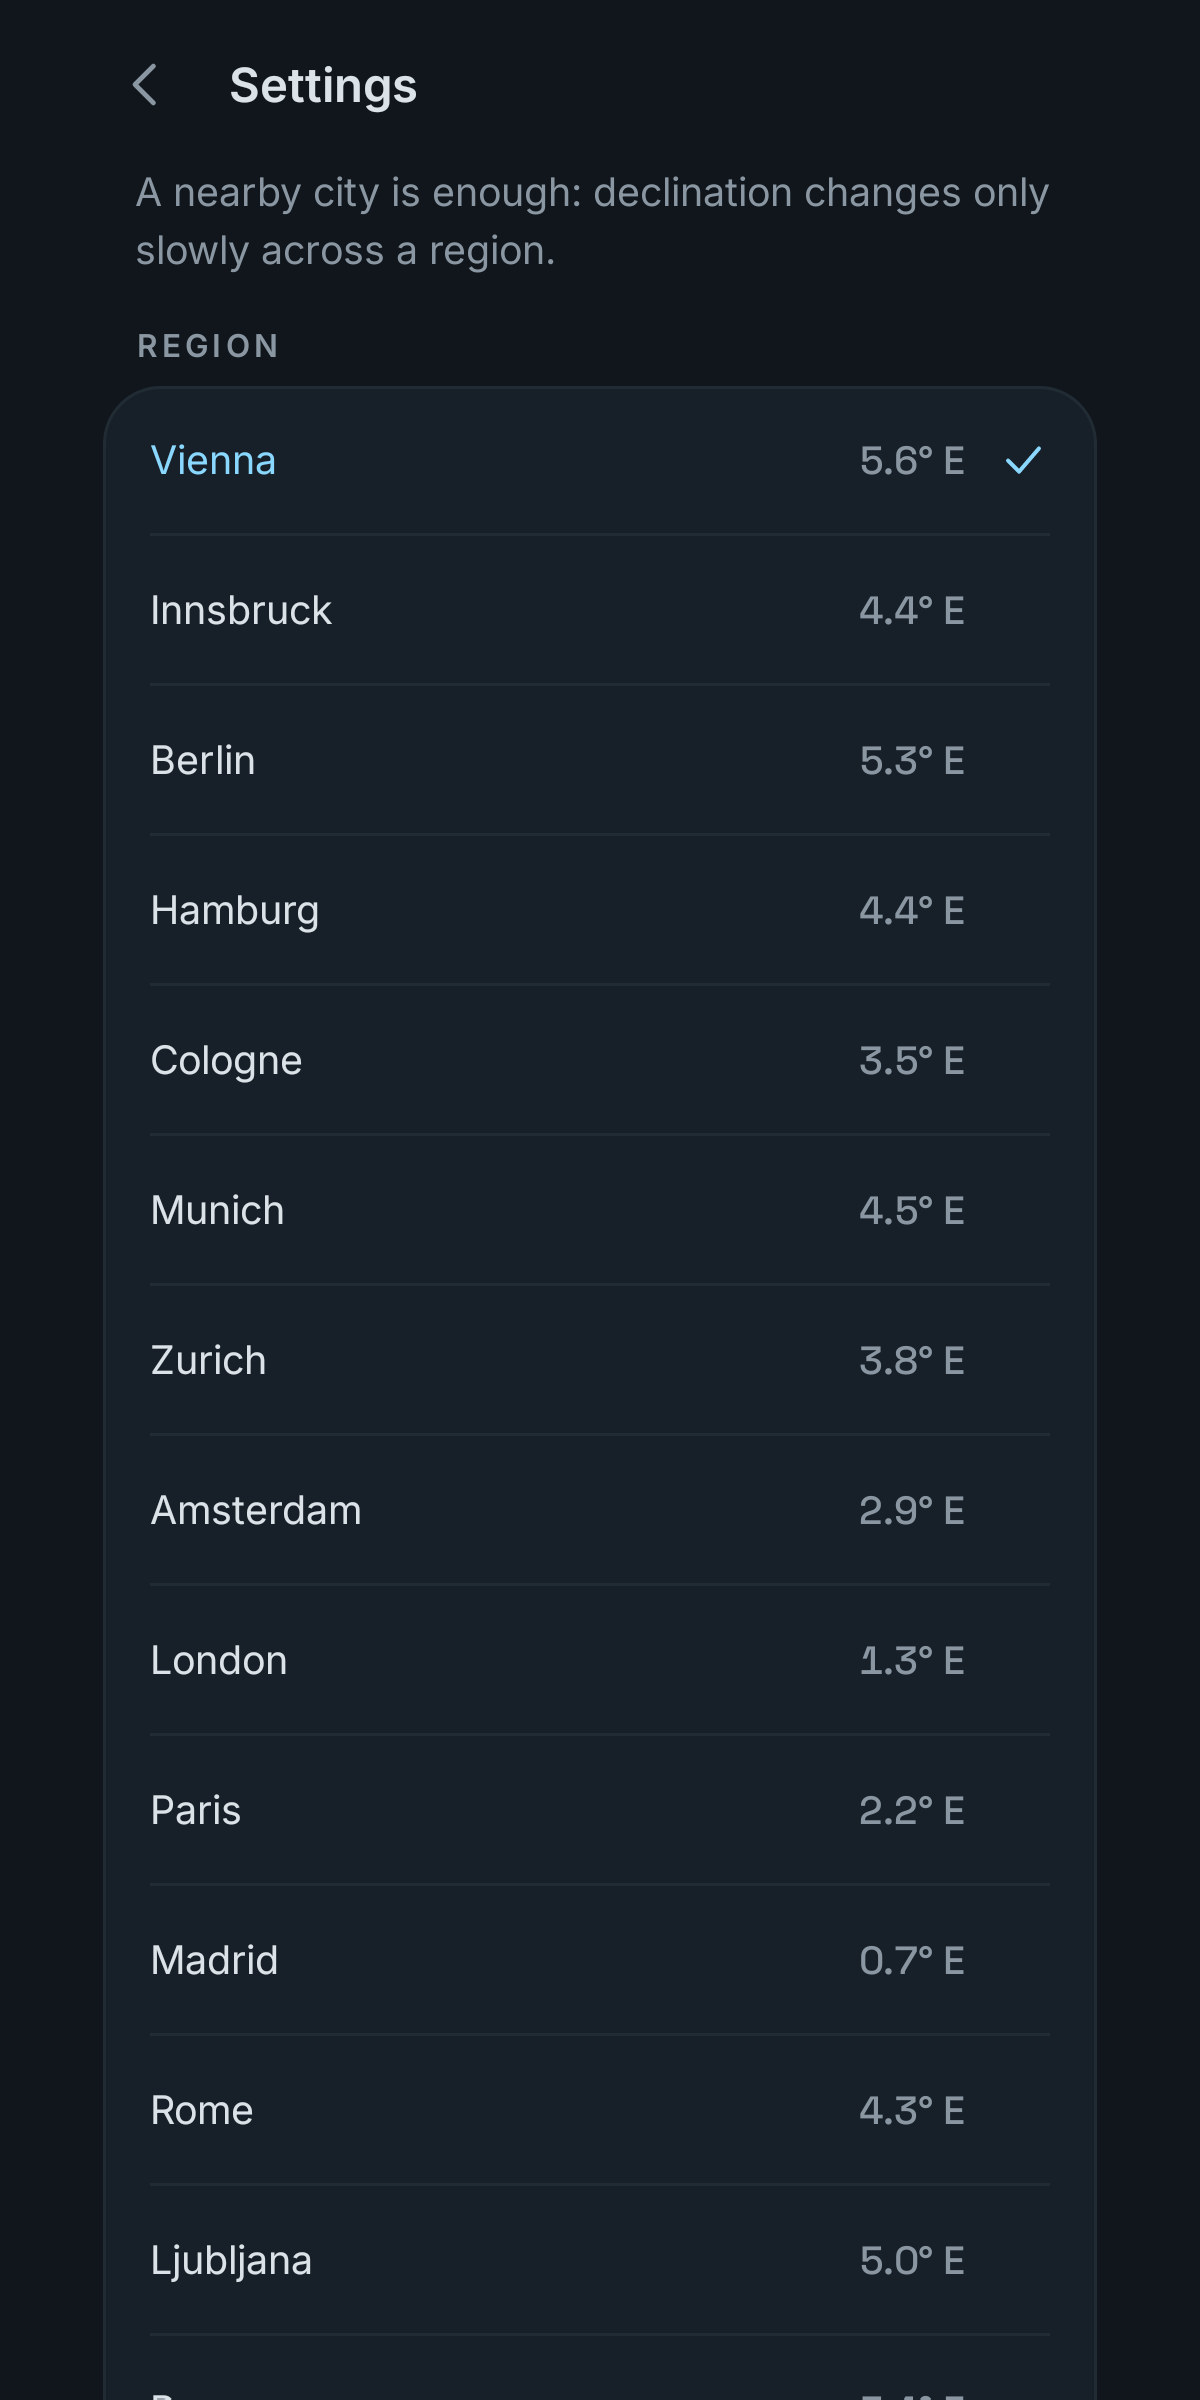 Settings
A nearby city is enough: declination changes only
slowly across a region.
REGION
Vienna 5.6° E
Innsbruck 4.4° E
Berlin 5.3° E
Hamburg 4.4° E
Cologne 3.5° E
Munich 4.5° E
Zurich 3.8° E
Amsterdam 2.9° E
London 1.3° E
Paris 2.2° E
Madrid 0.7° E
Rome 4.3° E
Ljubljana 5.0° E